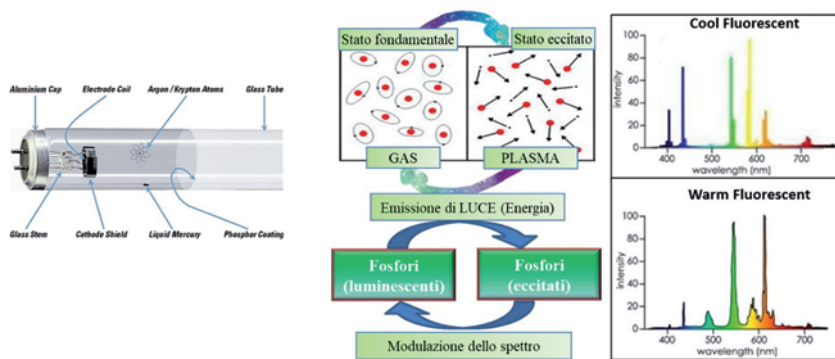 Aluminium Cap
Electrode Coil
Argon / Krypton Atoms
Glass Tube
Glass Stem
Cathode Shield
Liquid Mercury
Phosphor Coating
Stato fondamentale
Stato eccitato
GAS
PLASMA
Emissione di LUCE (Energia)
Fosfori
(luminescenti)
Fosfori
(eccitati)
Modulazione dello spettro
Cool Fluorescent
intensity
100
80
60
40
20
0
400
500
600
700
wavelength (nm)
Warm Fluorescent
intensity
100
80
60
40
20
0
400
500
600
700
wavelength (nm)